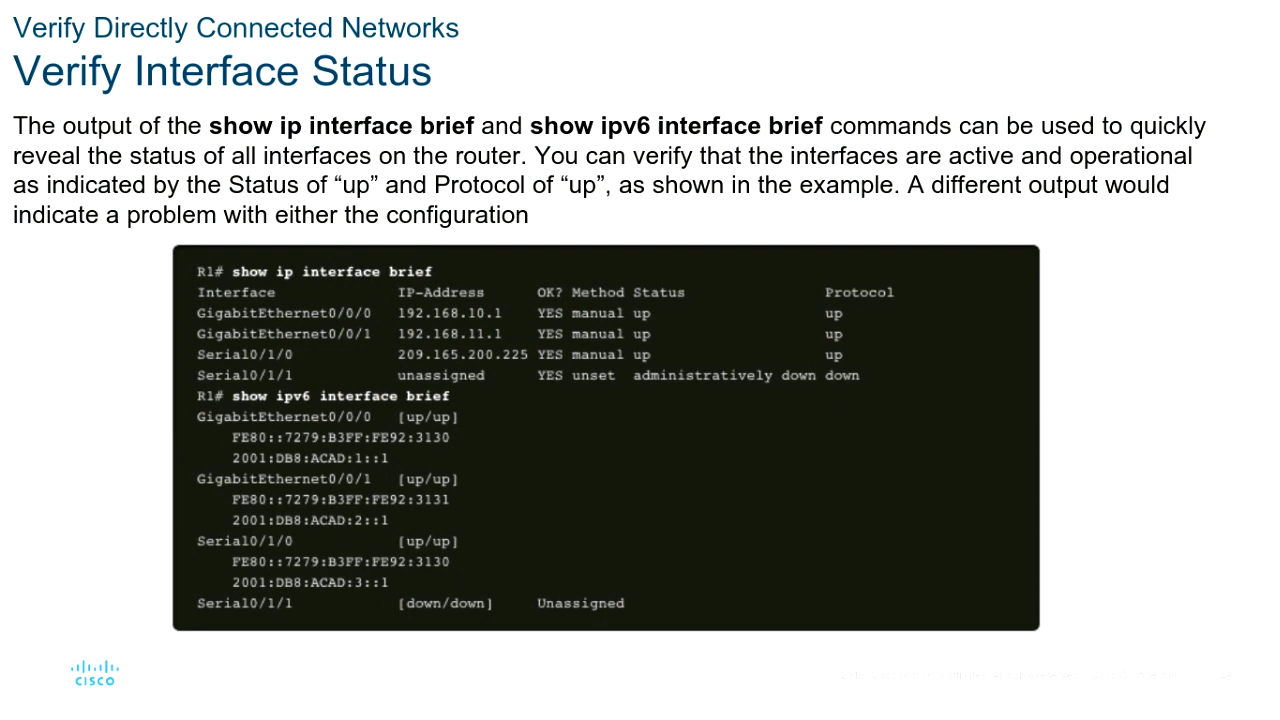 Verify Directly Connected Networks
Verify Interface Status
The output of the show ip interface brief and show ipv6 interface brief commands can be used to quickly
reveal the status of all interfaces on the router. You can verify that the interfaces are active and operational
as indicated by the Status of “up” and Protocol of “up”, as shown in the example. A different output would
indicate a problem with either the configuration
R1# show ip interface brief
Interface IP-Address OK? Method Status Protocol
GigabitEthernet0/0/0 192.168.10.1 YES manual up up
GigabitEthernet0/0/1 192.168.11.1 YES manual up up
Serial0/1/0 209.165.200.225 YES manual up up
Serial0/1/1 unassigned YES unset administratively down down
R1# show ipv6 interface brief
GigabitEthernet0/0/0 [up/up]
FE80::7279:B3FF:FE92:3130
2001:DB8:ACAD:1::1
GigabitEthernet0/0/1 [up/up]
FE80::7279:B3FF:FE92:3131
2001:DB8:ACAD:2::1
Serial0/1/0 [up/up]
FE80::7279:B3FF:FE92:3130
2001:DB8:ACAD:3::1
Serial0/1/1 [down/down] Unassigned
CISCO